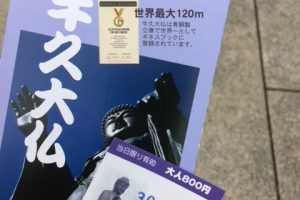 牛久大仏
世界最大120m
牛久大仏は青銅製
立像で世界一として
ギネスブックに
登録されています。
当日限り有効
大人800円